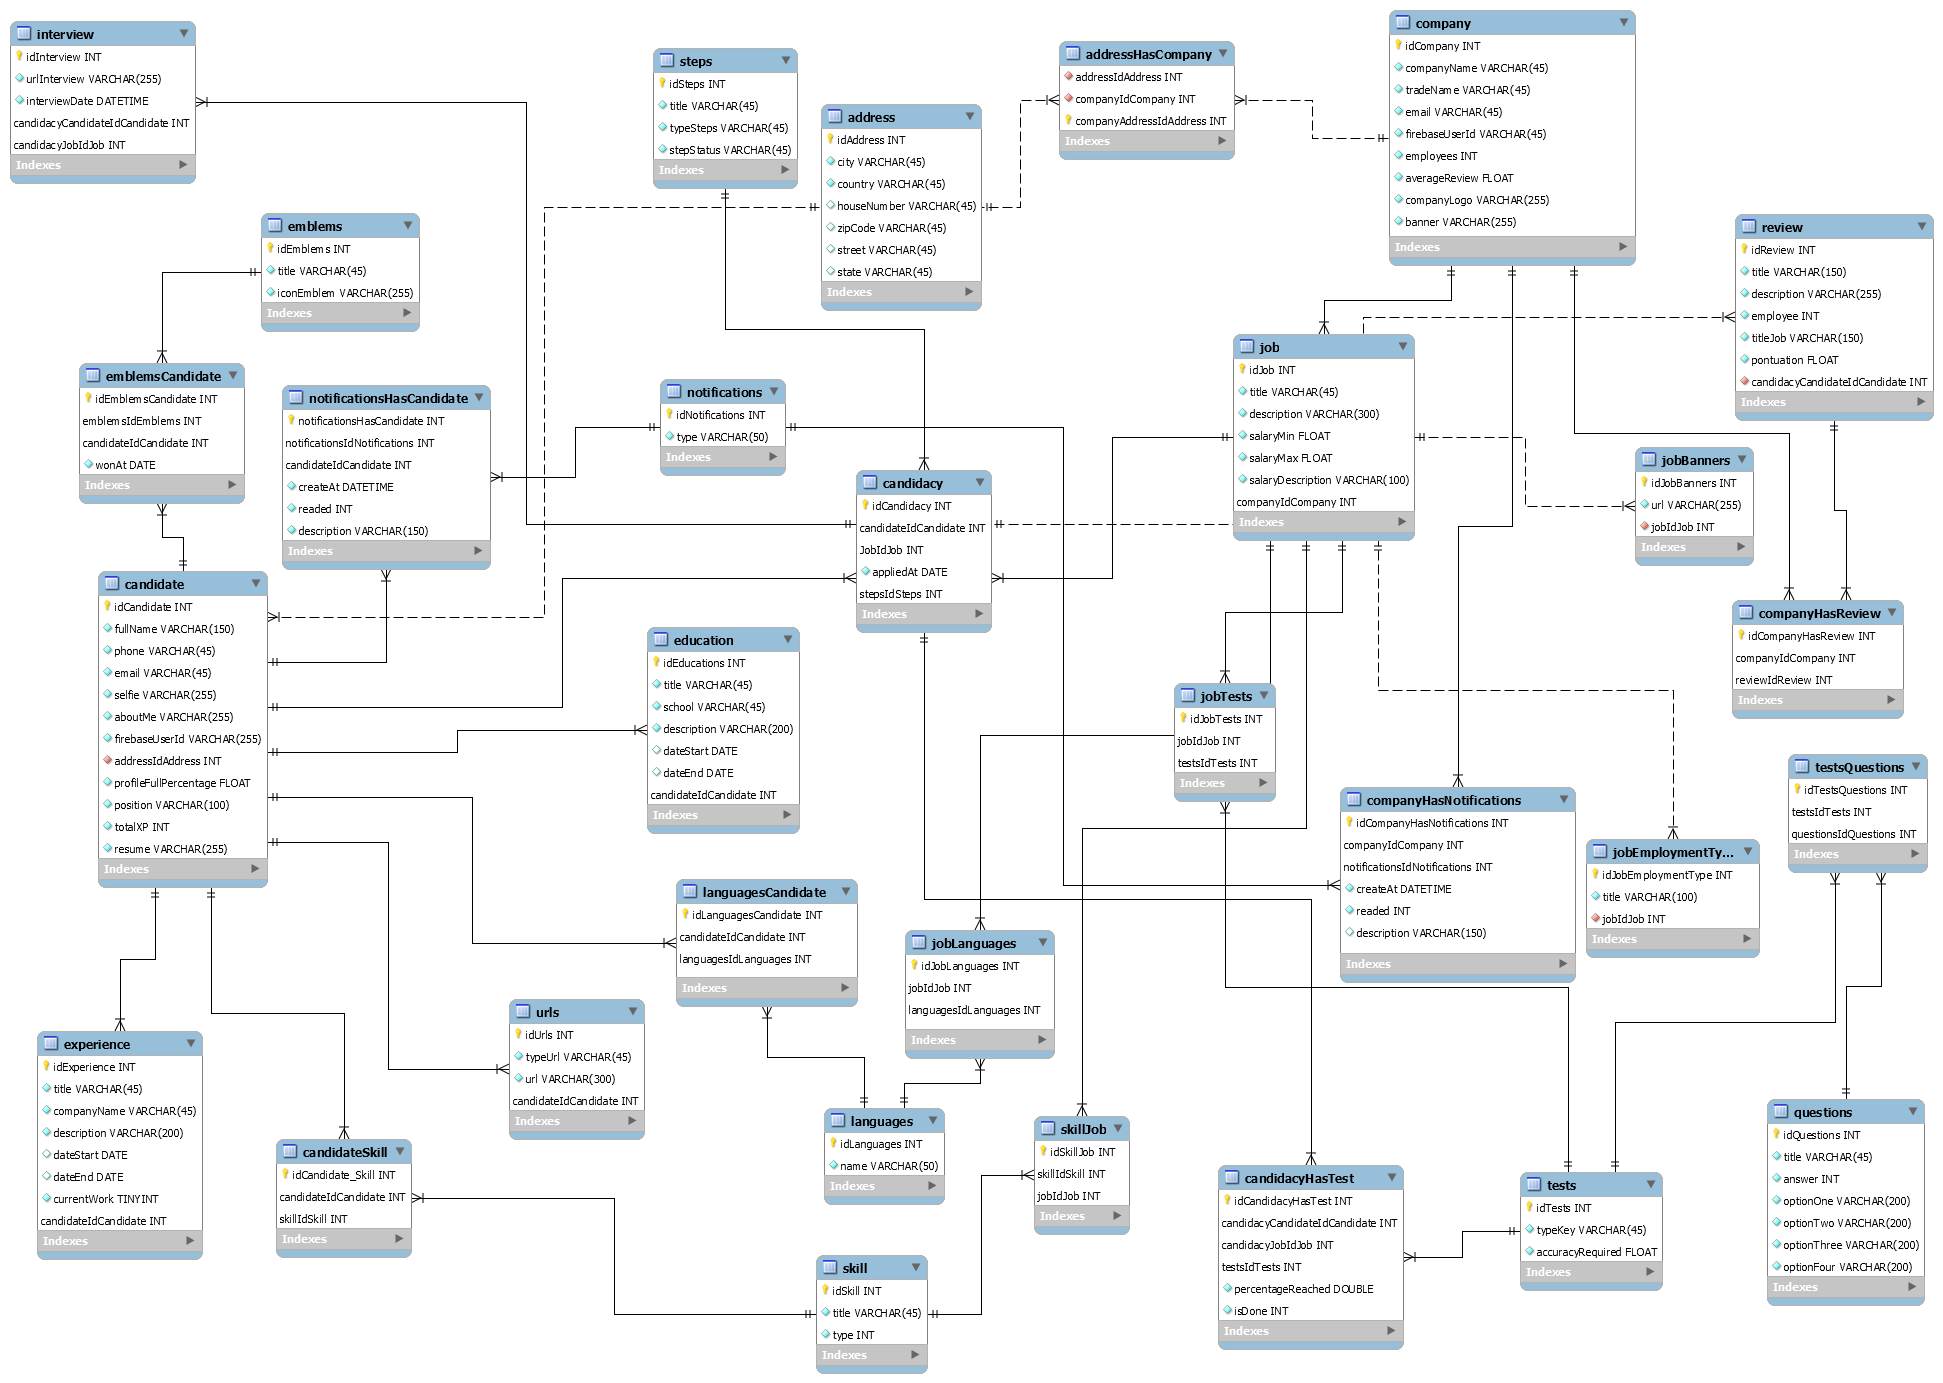 interview
idInterview INT
urlInterview VARCHAR(255)
interviewDate DATETIME
candidacyCandidateIdCandidate INT
candidacyJobIdJob INT
Indexes
steps
idSteps INT
title VARCHAR(45)
typeSteps VARCHAR(45)
stepStatus VARCHAR(45)
Indexes
address
idAddress INT
city VARCHAR(45)
country VARCHAR(45)
houseNumber VARCHAR(45)
zipCode VARCHAR(45)
street VARCHAR(45)
state VARCHAR(45)
Indexes
addressHasCompany
addressIdAddress INT
companyIdCompany INT
companyAddressIdAddress INT
Indexes
company
idCompany INT
companyName VARCHAR(45)
tradeName VARCHAR(45)
email VARCHAR(45)
firebaseUserId VARCHAR(45)
employees INT
averageReview FLOAT
companyLogo VARCHAR(255)
banner VARCHAR(255)
Indexes
review
idReview INT
title VARCHAR(150)
description VARCHAR(255)
employee INT
titleJob VARCHAR(150)
pontuation FLOAT
candidacyCandidateIdCandidate INT
Indexes
emblems
idEmblems INT
title VARCHAR(45)
iconEmblem VARCHAR(255)
Indexes
emblemsCandidate
idEmblemsCandidate INT
emblemsIdEmblems INT
candidateIdCandidate INT
wonAt DATE
Indexes
notificationsHasCandidate
notificationsHasCandidate INT
notificationsIdNotifications INT
candidateIdCandidate INT
createAt DATETIME
readed INT
description VARCHAR(150)
Indexes
notifications
idNotifications INT
type VARCHAR(50)
Indexes
candidacy
idCandidacy INT
candidateIdCandidate INT
JobIdJob INT
appliedAt DATE
stepsIdSteps INT
Indexes
job
idJob INT
title VARCHAR(45)
description VARCHAR(300)
salaryMin FLOAT
salaryMax FLOAT
salaryDescription VARCHAR(100)
companyIdCompany INT
Indexes
jobBanners
idJobBanners INT
url VARCHAR(255)
jobIdJob INT
Indexes
companyHasReview
idCompanyHasReview INT
companyIdCompany INT
reviewIdReview INT
Indexes
candidate
idCandidate INT
fullName VARCHAR(150)
phone VARCHAR(45)
email VARCHAR(45)
selfie VARCHAR(255)
aboutMe VARCHAR(255)
firebaseUserId VARCHAR(255)
addressIdAddress INT
profileFullPercentage FLOAT
position VARCHAR(100)
totalXP INT
resume VARCHAR(255)
Indexes
education
idEducations INT
title VARCHAR(45)
school VARCHAR(45)
description VARCHAR(200)
dateStart DATE
dateEnd DATE
candidateIdCandidate INT
Indexes
jobTests
idJobTests INT
jobIdJob INT
testsIdTests INT
Indexes
companyHasNotifications
idCompanyHasNotifications INT
companyIdCompany INT
notificationsIdNotifications INT
createAt DATETIME
readed INT
description VARCHAR(150)
Indexes
jobEmploymentTy...
idJobEmploymentType INT
title VARCHAR(100)
jobIdJob INT
Indexes
testsQuestions
idTestsQuestions INT
testsIdTests INT
questionsIdQuestions INT
Indexes
languagesCandidate
idLanguagesCandidate INT
candidateIdCandidate INT
languagesIdLanguages INT
Indexes
jobLanguages
idJobLanguages INT
jobIdJob INT
languagesIdLanguages INT
Indexes
experience
idExperience INT
title VARCHAR(45)
companyName VARCHAR(45)
description VARCHAR(200)
dateStart DATE
dateEnd DATE
currentWork TINYINT
candidateIdCandidate INT
Indexes
candidateSkill
idCandidate_Skill INT
candidateIdCandidate INT
skillIdSkill INT
Indexes
urls
idUrls INT
typeUrl VARCHAR(45)
url VARCHAR(300)
candidateIdCandidate INT
Indexes
languages
idLanguages INT
name VARCHAR(50)
Indexes
skillJob
idSkillJob INT
skillIdSkill INT
jobIdJob INT
Indexes
skill
idSkill INT
title VARCHAR(45)
type INT
Indexes
candidacyHasTest
idCandidacyHasTest INT
candidacyCandidateIdCandidate INT
candidacyJobIdJob INT
testsIdTests INT
percentageReached DOUBLE
isDone INT
Indexes
tests
idTests INT
typeKey VARCHAR(45)
accuracyRequired FLOAT
Indexes
questions
idQuestions INT
title VARCHAR(45)
answer INT
optionOne VARCHAR(200)
optionTwo VARCHAR(200)
optionThree VARCHAR(200)
optionFour VARCHAR(200)
Indexes